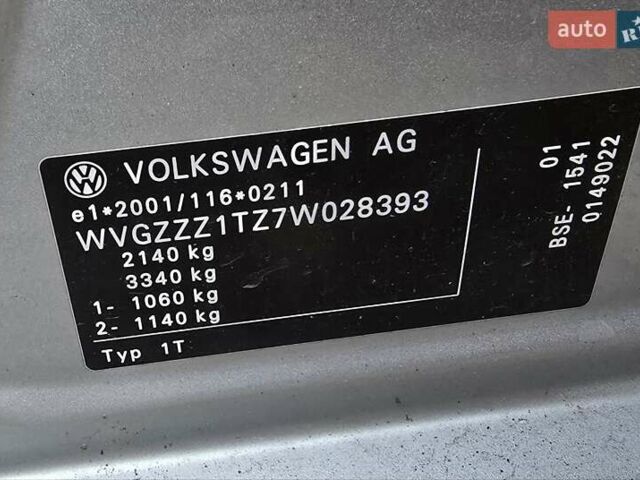 auto
VOLKSWAGEN AG
e1*2001/116*0211
WVGZZZ1TZ7W028393
2140 kg
3340 kg
1- 1060 kg
2- 1140 kg
Typ 1T
01
BSE- 1541
0149022